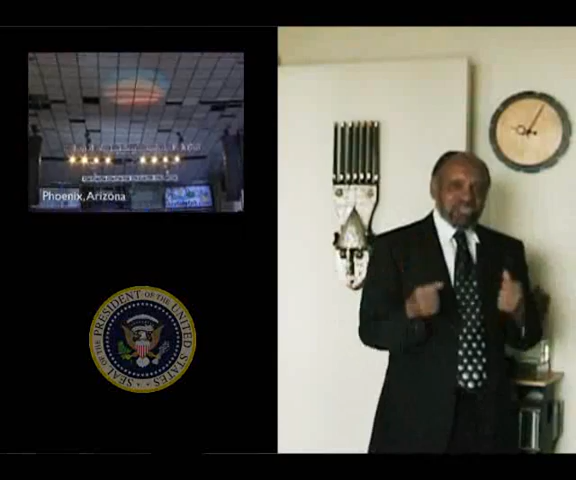 Phoenix, Arizona
SEAL OF THE PRESIDENT OF THE UNITED STATES